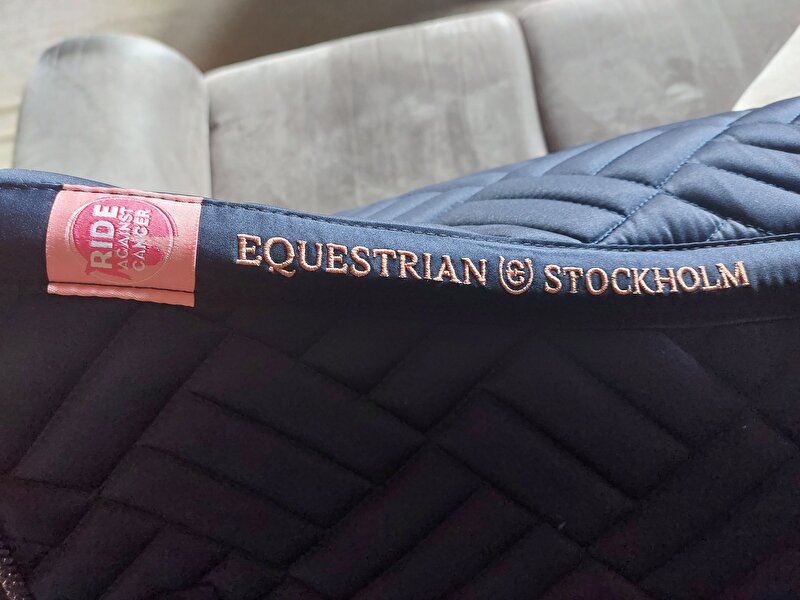 RIDE
AGAINST
CANCER
EQUESTRIAN STOCKHOLM